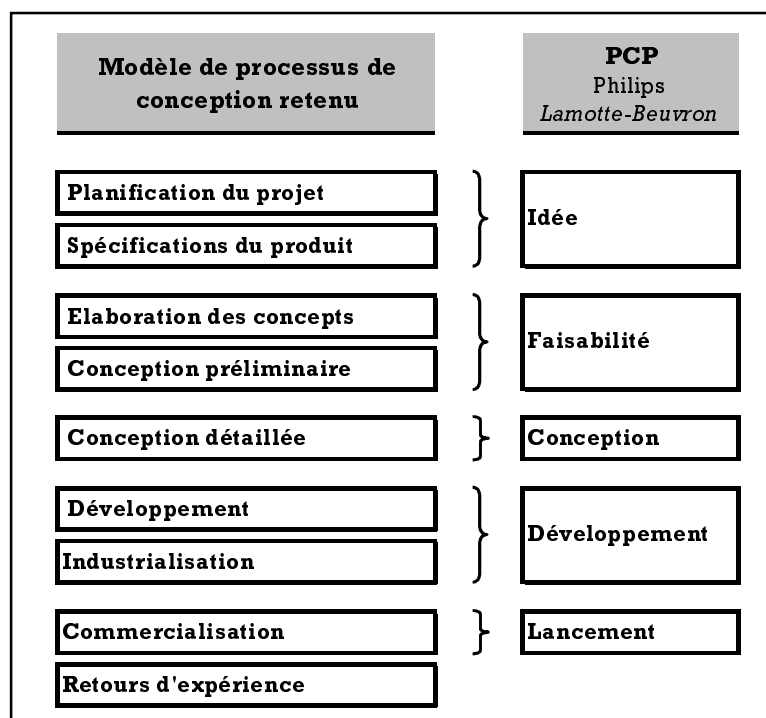 Modèle de processus de
conception retenu
PCP
Philips
Lamotte-Beuvron
Planification du projet
Spécifications du produit
Idée
Elaboration des concepts
Conception préliminaire
Faisabilité
Conception détaillée
Conception
Développement
Industrialisation
Développement
Commercialisation
Lancement
Retours d'expérience